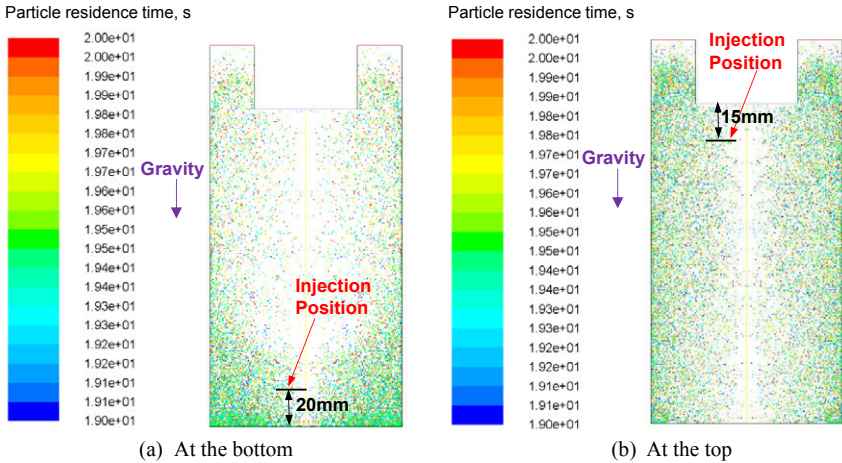 Particle residence time, s
2.00e+01
2.00e+01
1.99e+01
1.99e+01
1.98e+01
1.98e+01
1.97e+01
1.97e+01
1.96e+01
1.96e+01
1.95e+01
1.95e+01
1.94e+01
1.94e+01
1.93e+01
1.93e+01
1.92e+01
1.92e+01
1.91e+01
1.91e+01
1.90e+01
Gravity
Injection
Position
20mm
(a) At the bottom
Particle residence time, s
2.00e+01
2.00e+01
1.99e+01
1.99e+01
1.98e+01
1.98e+01
1.97e+01
1.97e+01
1.96e+01
1.96e+01
1.95e+01
1.95e+01
1.94e+01
1.94e+01
1.93e+01
1.93e+01
1.92e+01
1.92e+01
1.91e+01
1.91e+01
1.90e+01
Injection
Position
15mm
Gravity
(b) At the top